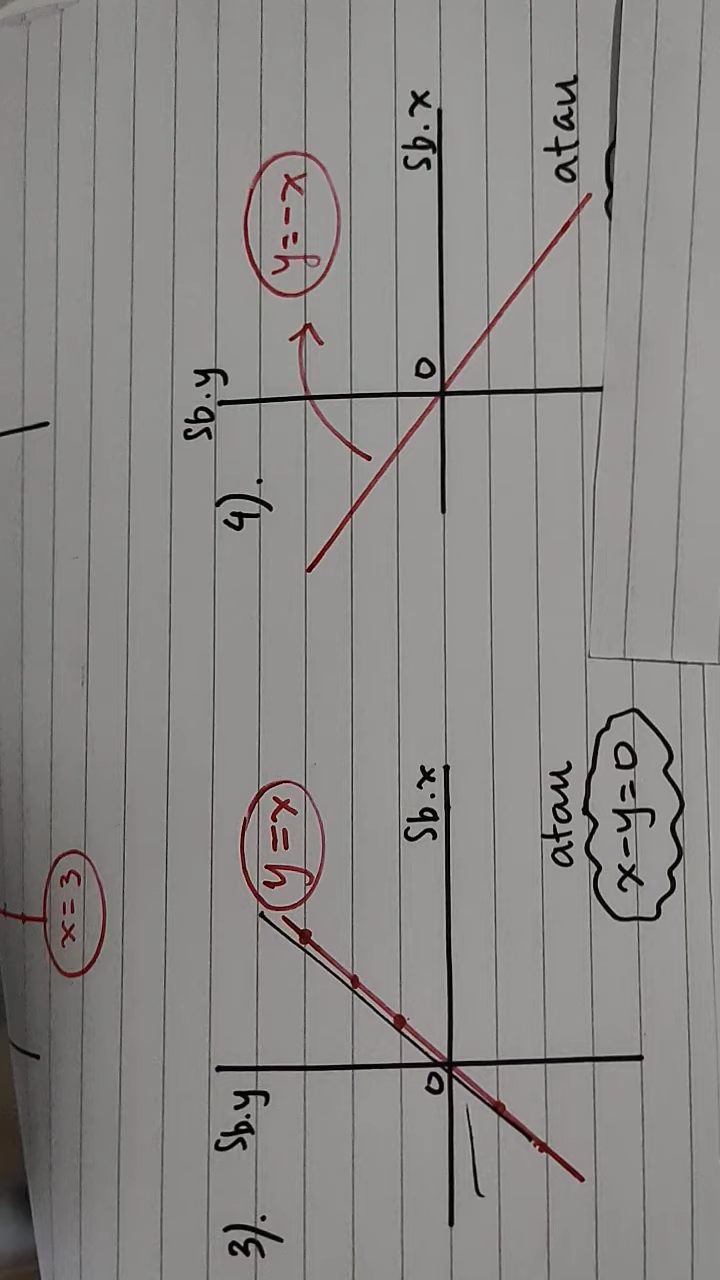 x=3
3).
Sb.y
y=x
0
Sb.x
atau
x-y=0
4).
Sb.y
y=-x
0
Sb.x
atau